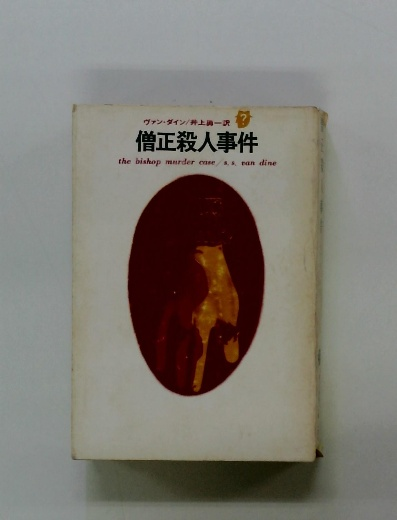 ヴァン・ダイン/井上勇一訳
?
僧正殺人事件
the bishop murder case/s. s. van dine